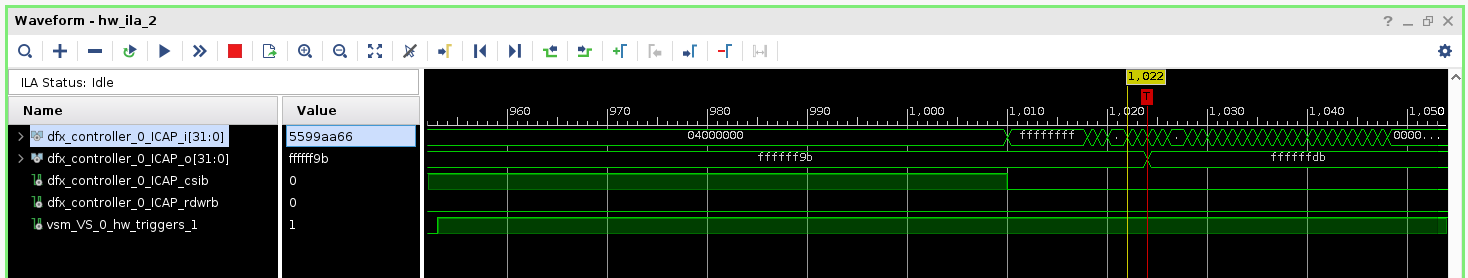 Waveform - hw_ila_2
ILA Status: Idle
Name Value
dfx_controller_0_ICAP_i[31:0] 5599aa66
dfx_controller_0_ICAP_o[31:0] ffffff9b
dfx_controller_0_ICAP_csib 0
dfx_controller_0_ICAP_rdwrb 0
vsm_VS_0_hw_triggers_1 1
1,022
T
960 970 980 990 1,000 1,010 1,020 1,030 1,040 1,050
04000000 ffffffff . . 0000...
ffffff9b ffffffdb